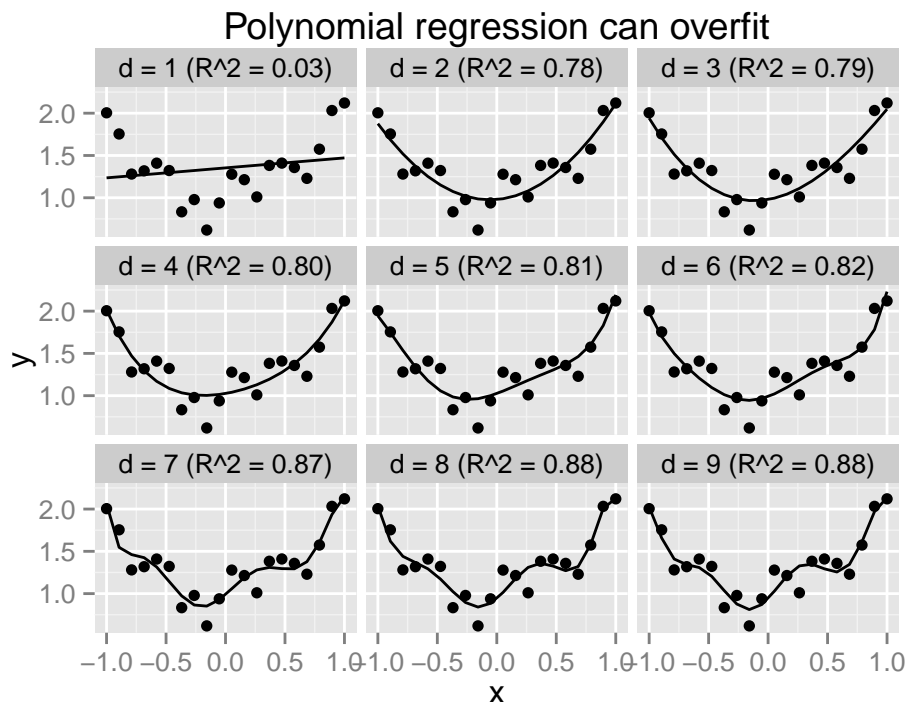 Polynomial regression can overfit
d = 1 (R^2 = 0.03) d = 2 (R^2 = 0.78) d = 3 (R^2 = 0.79)
2.0
1.5
1.0
d = 4 (R^2 = 0.80) d = 5 (R^2 = 0.81) d = 6 (R^2 = 0.82)
2.0
y
1.5
1.0
d = 7 (R^2 = 0.87) d = 8 (R^2 = 0.88) d = 9 (R^2 = 0.88)
2.0
1.5
1.0
−1.0 −0.5 0.0 0.5 1.0 −1.0 −0.5 0.0 0.5 1.0 −1.0 −0.5 0.0 0.5 1.0
x